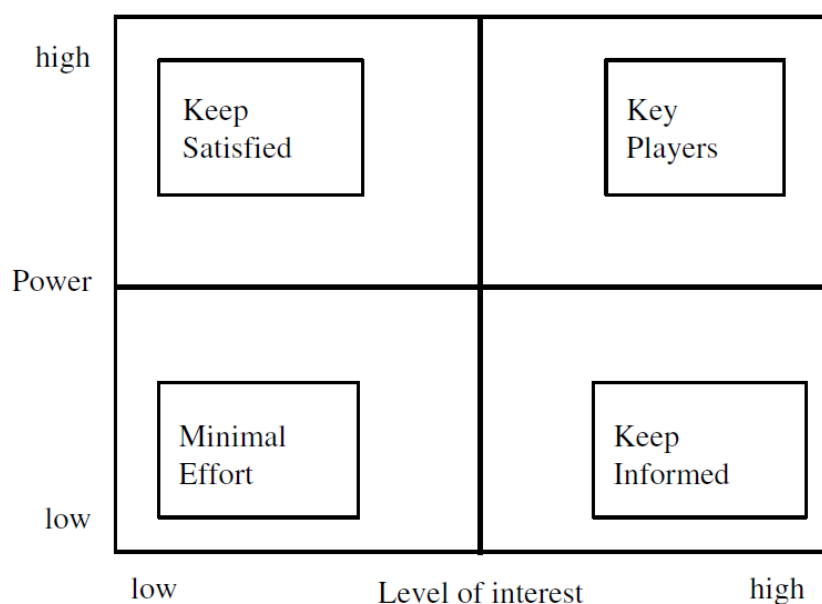 high
Keep
Satisfied
Key
Players
Power
Minimal
Effort
Keep
Informed
low
low
Level of interest
high